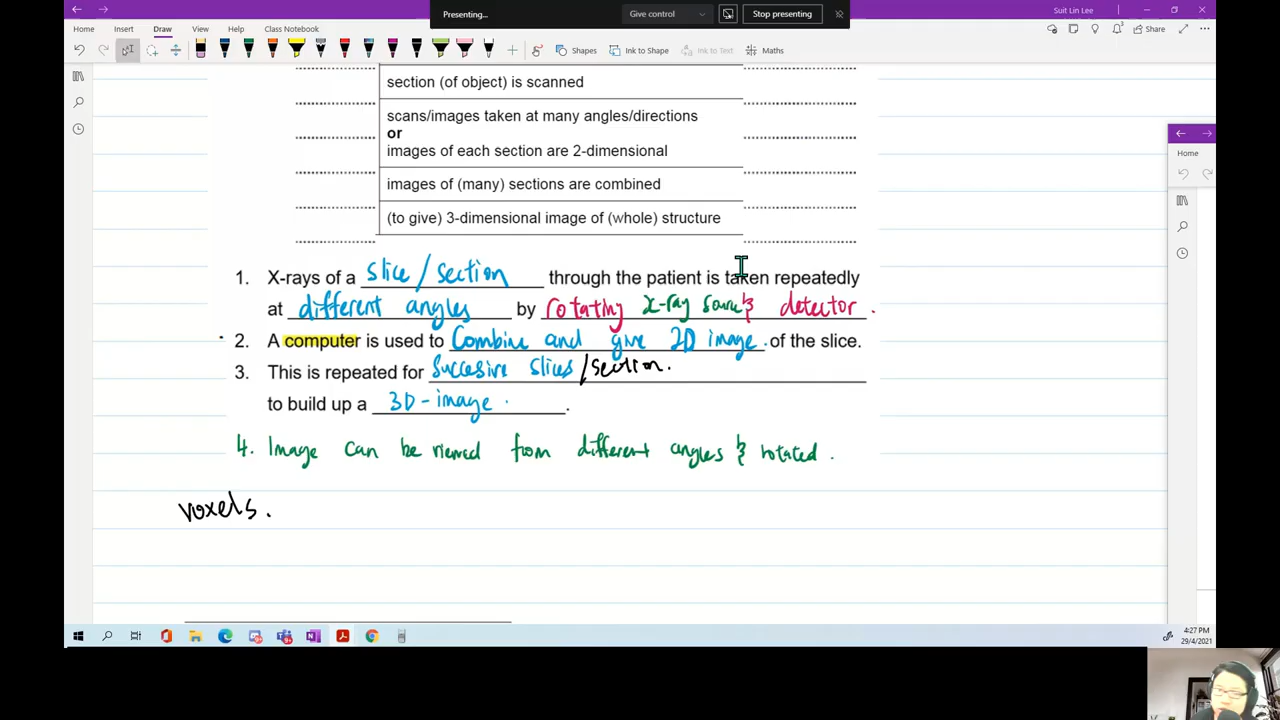 Presenting...
Give control
Stop presenting
Suit Lin Lee
Home Insert Draw View Help Class Notebook
Share
Shapes Ink to Shape Ink to Text Maths
section (of object) is scanned
scans/images taken at many angles/directions
or
images of each section are 2-dimensional
images of (many) sections are combined
(to give) 3-dimensional image of (whole) structure
Home
1. X-rays of a slice/section through the patient is taken repeatedly
at different angles by rotating x-ray & detector.
2. A computer is used to Combine and give 2D image. of the slice.
3. This is repeated for Succesive slices/section.
to build up a 3D-image.
4. Image can be viewed from different angles & rotated.
voxels.
4:27 PM
29/4/2021